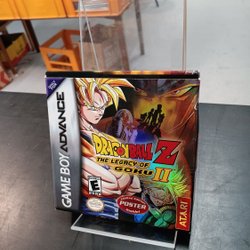 GAME BOY ADVANCE
DRAGON BALL Z
THE LEGACY OF
GOKU II
E
POSTER
ATARI